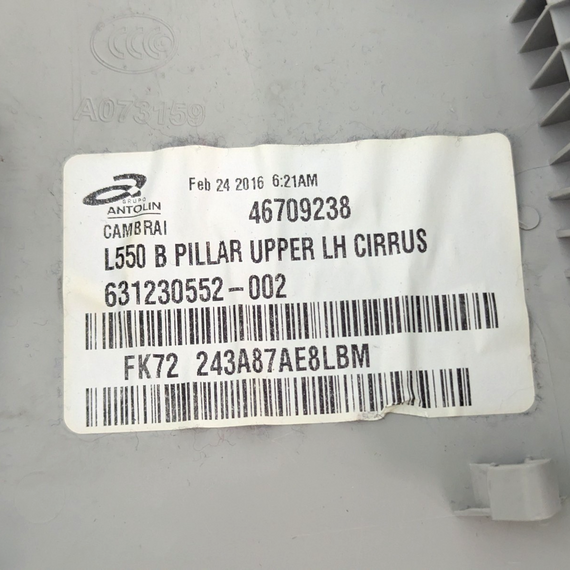 CCC
A073159
GRUPO
ANTOLIN
Feb 24 2016 6:21AM
46709238
CAMBRAI
L550 B PILLAR UPPER LH CIRRUS
631230552-002
FK72 243A87AE8LBM